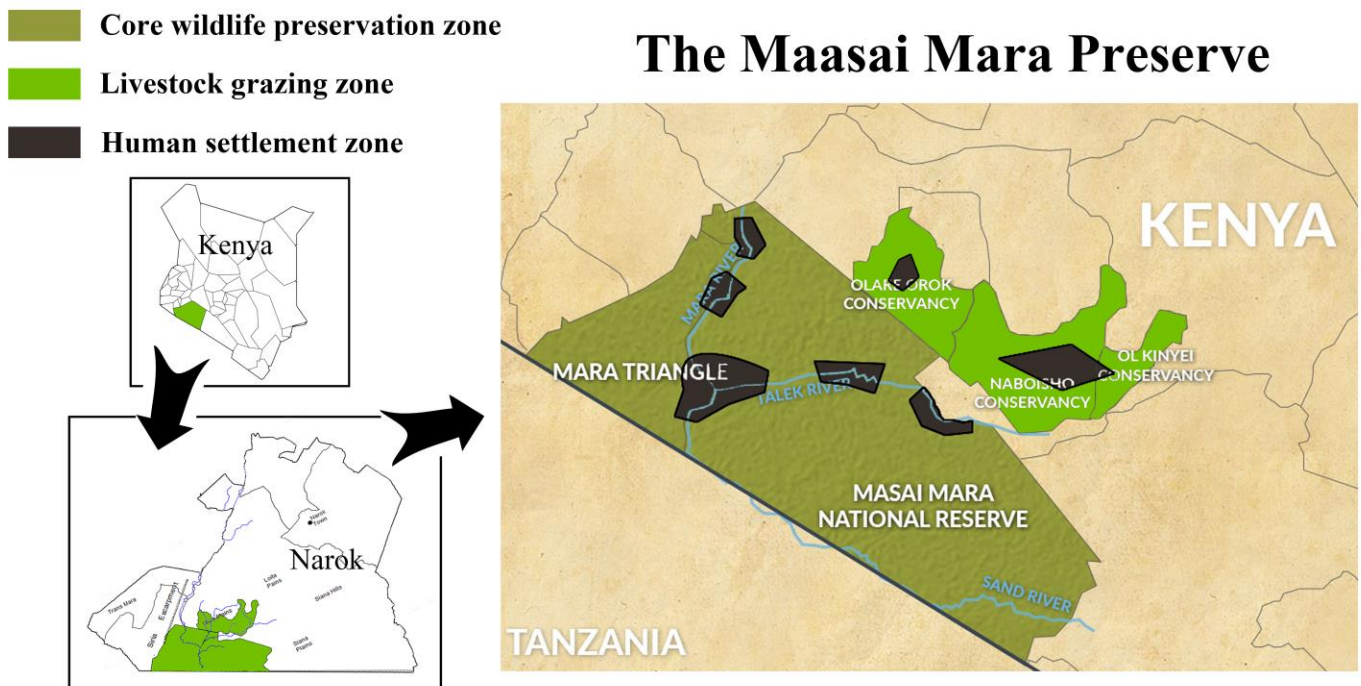 Core wildlife preservation zone
Livestock grazing zone
Human settlement zone
The Maasai Mara Preserve
Kenya
Narok
Town
Narok
Trans Mara
Escarpment
Siria
Loita
Plains
Siana Hills
Siana
Plains
KENYA
MARA RIVER
OLARE OROK
CONSERVANCY
MARA TRIANGLE
TALEK RIVER
NABOISHO
CONSERVANCY
OL KINYEI
CONSERVANCY
MASAI MARA
NATIONAL RESERVE
SAND RIVER
TANZANIA